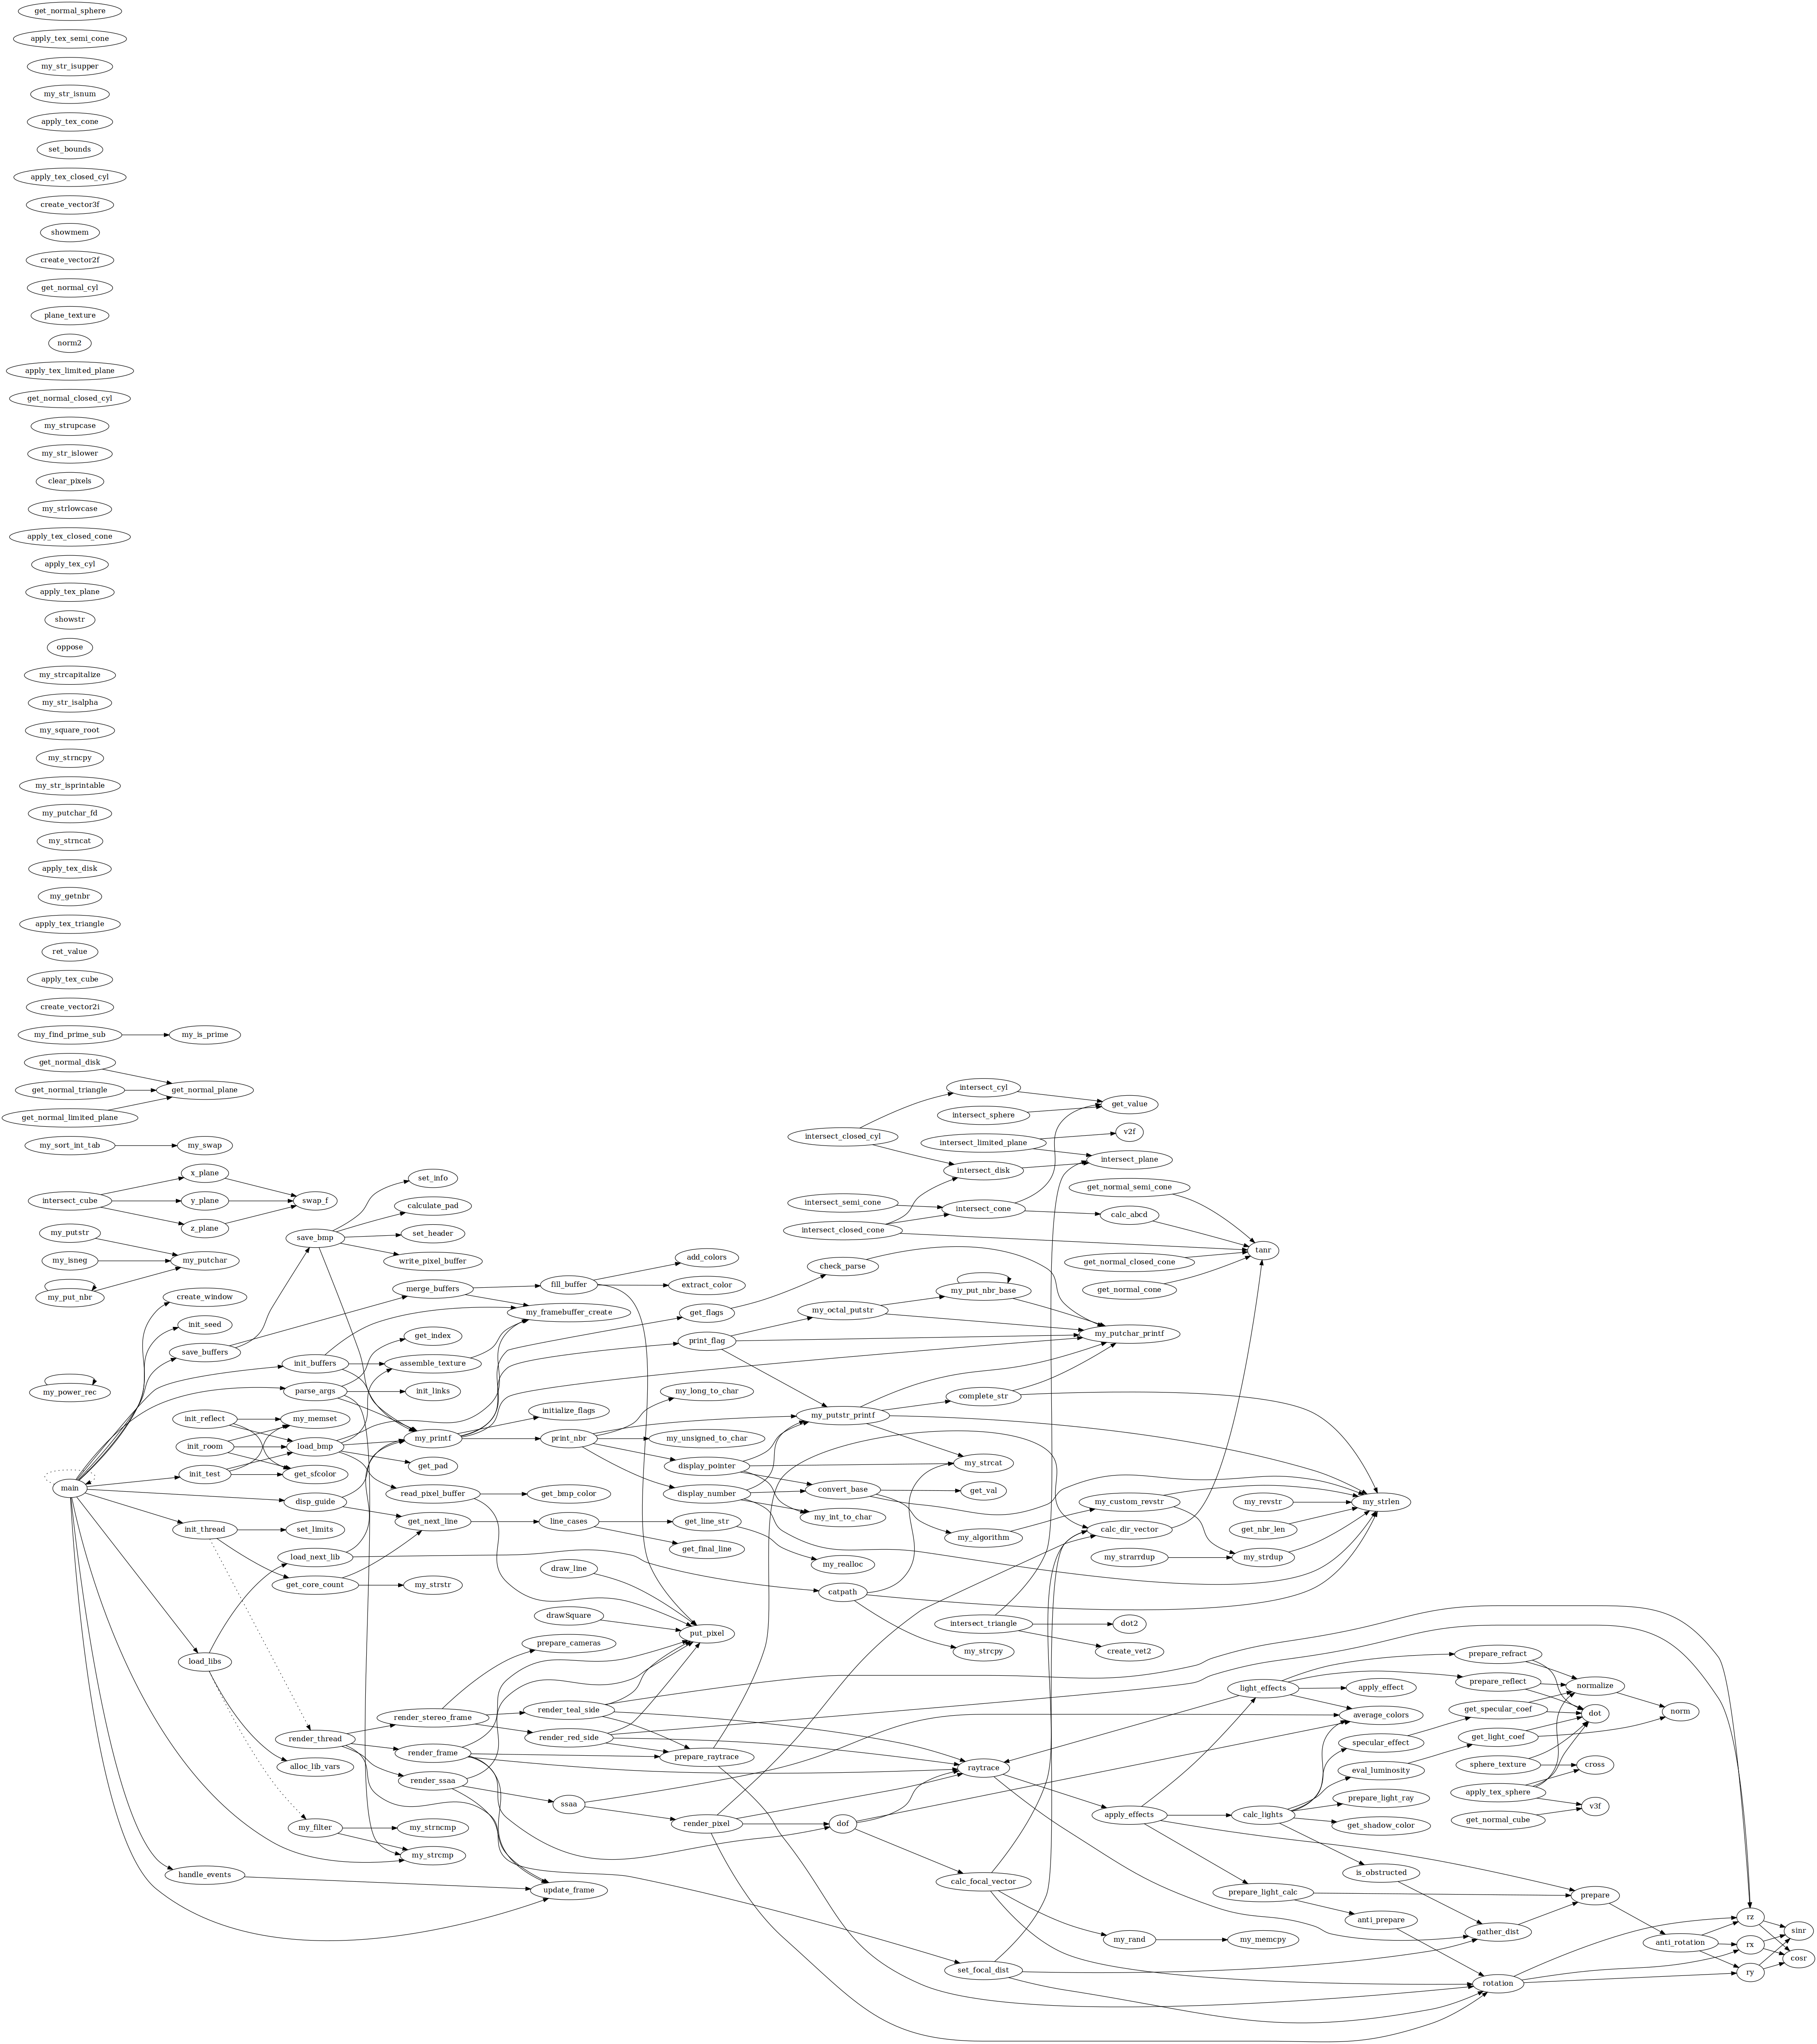 get_normal_sphere
apply_tex_semi_cone
my_str_isupper
my_str_isnum
apply_tex_cone
set_bounds
apply_tex_closed_cyl
create_vector3f
showmem
create_vector2f
get_normal_cyl
plane_texture
norm2
apply_tex_limited_plane
get_normal_closed_cyl
my_strupcase
my_str_islower
clear_pixels
my_strlowcase
apply_tex_closed_cone
apply_tex_cyl
apply_tex_plane
showstr
oppose
my_strcapitalize
my_str_isalpha
my_square_root
my_strncpy
my_str_isprintable
my_putchar_fd
my_strncat
apply_tex_disk
my_getnbr
apply_tex_triangle
ret_value
apply_tex_cube
create_vector2i
my_find_prime_sub
get_normal_disk
get_normal_triangle
get_normal_limited_plane
my_sort_int_tab
intersect_cube
my_putstr
my_isneg
my_put_nbr
my_power_rec
main
my_is_prime
get_normal_plane
my_swap
x_plane
y_plane
z_plane
my_putchar
create_window
init_seed
save_buffers
init_reflect
init_room
init_test
init_thread
load_libs
handle_events
swap_f
save_bmp
init_buffers
parse_args
my_memset
load_bmp
get_sfcolor
disp_guide
set_limits
load_next_lib
get_core_count
render_thread
alloc_lib_vars
my_filter
set_info
calculate_pad
set_header
write_pixel_buffer
merge_buffers
get_index
assemble_texture
init_links
my_printf
get_pad
read_pixel_buffer
get_next_line
my_strstr
render_stereo_frame
render_frame
render_ssaa
my_strncmp
my_strcmp
fill_buffer
my_framebuffer_create
initialize_flags
print_nbr
get_bmp_color
line_cases
draw_line
drawSquare
prepare_cameras
render_teal_side
render_red_side
ssaa
update_frame
add_colors
extract_color
get_flags
print_flag
my_long_to_char
my_unsigned_to_char
display_pointer
display_number
get_line_str
get_final_line
put_pixel
prepare_raytrace
render_pixel
intersect_closed_cyl
intersect_semi_cone
intersect_closed_cone
check_parse
my_octal_putstr
my_putstr_printf
convert_base
my_int_to_char
my_realloc
catpath
dof
intersect_cyl
intersect_sphere
intersect_limited_plane
intersect_disk
intersect_cone
my_put_nbr_base
complete_str
my_strcat
get_val
my_algorithm
intersect_triangle
my_strcpy
raytrace
calc_focal_vector
set_focal_dist
get_value
v2f
intersect_plane
get_normal_semi_cone
calc_abcd
get_normal_closed_cone
get_normal_cone
my_putchar_printf
my_custom_revstr
calc_dir_vector
my_strarrdup
dot2
create_vet2
apply_effects
my_rand
tanr
my_revstr
get_nbr_len
my_strdup
light_effects
calc_lights
prepare_light_calc
my_memcpy
my_strlen
apply_effect
average_colors
specular_effect
eval_luminosity
prepare_light_ray
get_shadow_color
is_obstructed
anti_prepare
prepare_refract
prepare_reflect
get_specular_coef
get_light_coef
sphere_texture
apply_tex_sphere
get_normal_cube
gather_dist
rotation
normalize
dot
cross
v3f
prepare
norm
anti_rotation
rz
rx
ry
sinr
cosr